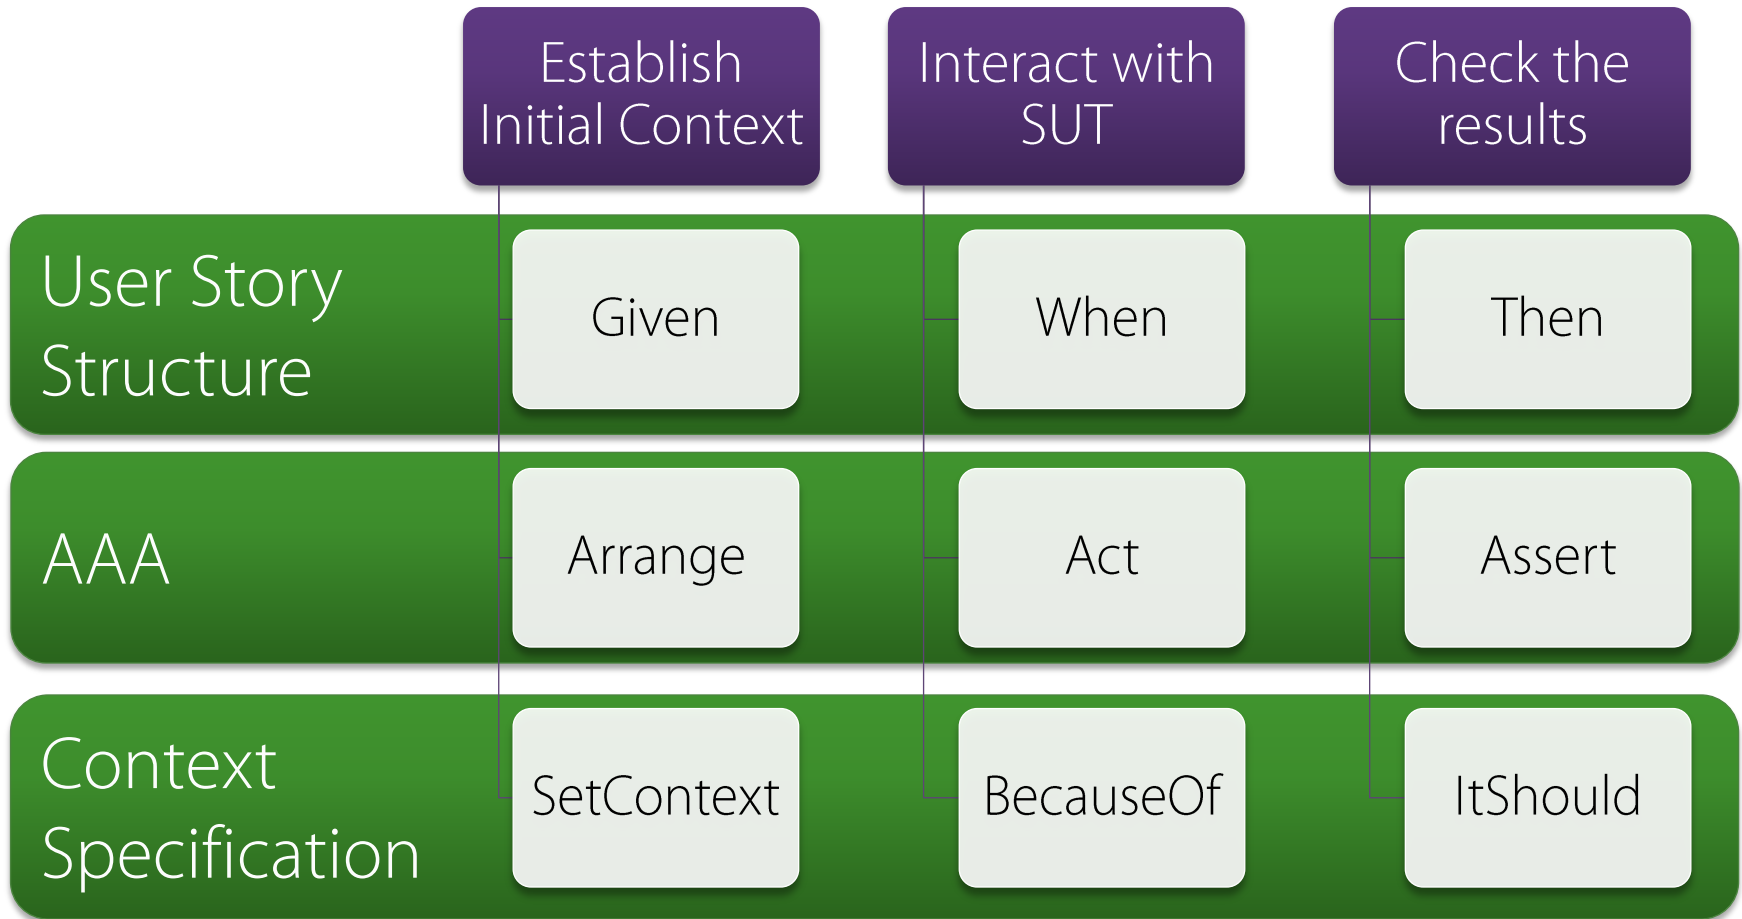 Establish
Initial Context
Interact with
SUT
Check the
results
User Story
Structure
Given
When
Then
AAA
Arrange
Act
Assert
Context
Specification
SetContext
BecauseOf
ItShould